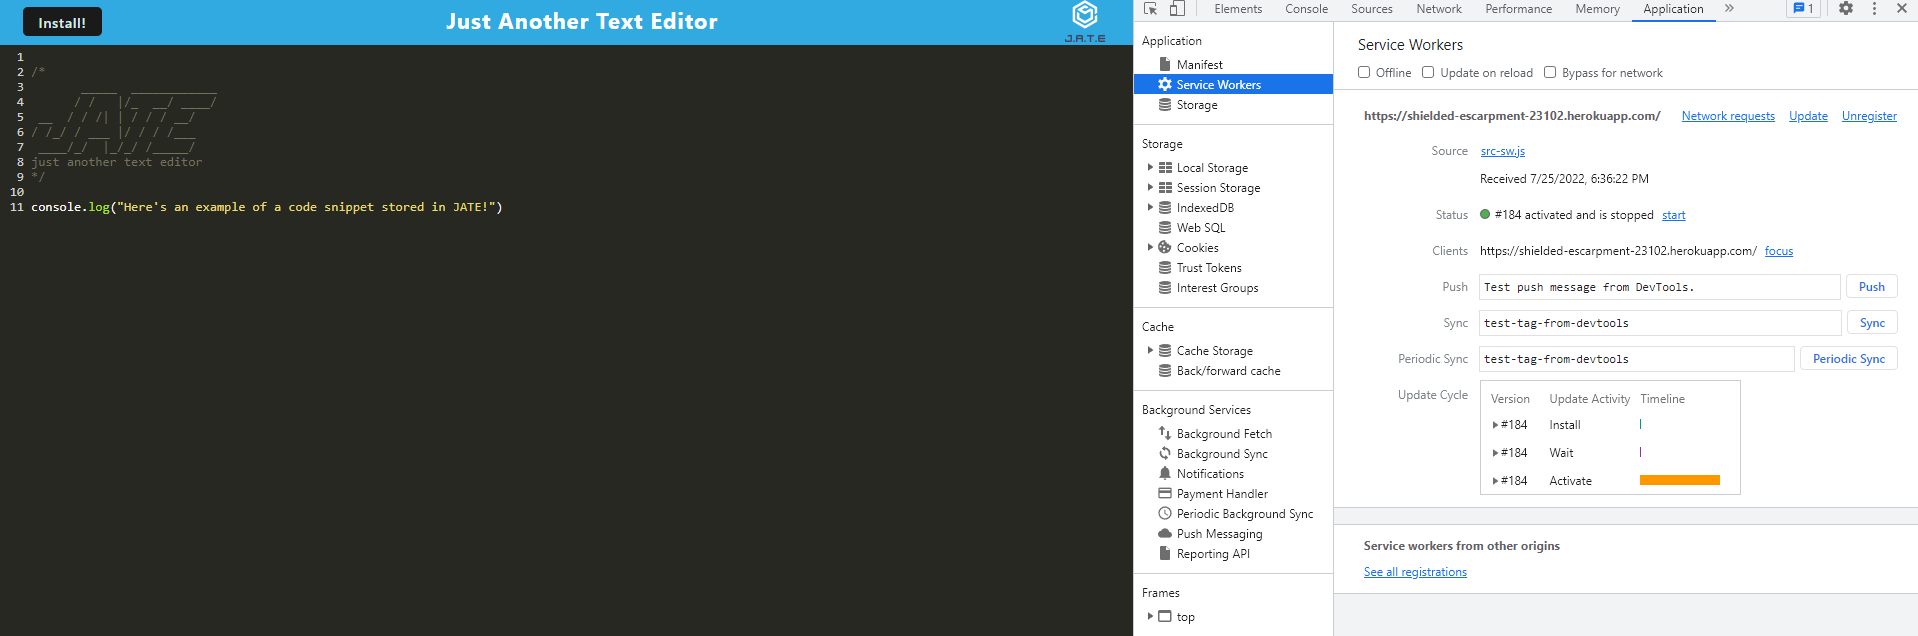 Install!
Just Another Text Editor
J.A.T.E
1
2 /*
3         _____  ____________
4       / /   |/_  __/ ____/
5  __  / / /| | / / / __/
6 / /_/ / ___ |/ / / /___
7  ____/_/  |_/_/ /_____/
8 just another text editor
9 */
10
11 console.log("Here's an example of a code snippet stored in JATE!")
Elements Console Sources Network Performance Memory Application » 1
Application
Manifest
Service Workers
Storage
Storage
Local Storage
Session Storage
IndexedDB
Web SQL
Cookies
Trust Tokens
Interest Groups
Cache
Cache Storage
Back/forward cache
Background Services
Background Fetch
Background Sync
Notifications
Payment Handler
Periodic Background Sync
Push Messaging
Reporting API
Frames
top
Service Workers
Offline Update on reload Bypass for network
https://shielded-escarpment-23102.herokuapp.com/ Network requests Update Unregister
Source src-sw.js
Received 7/25/2022, 6:36:22 PM
Status #184 activated and is stopped start
Clients https://shielded-escarpment-23102.herokuapp.com/ focus
Push Test push message from DevTools. Push
Sync test-tag-from-devtools Sync
Periodic Sync test-tag-from-devtools Periodic Sync
Update Cycle
Version Update Activity Timeline
#184 Install
#184 Wait
#184 Activate
Service workers from other origins
See all registrations